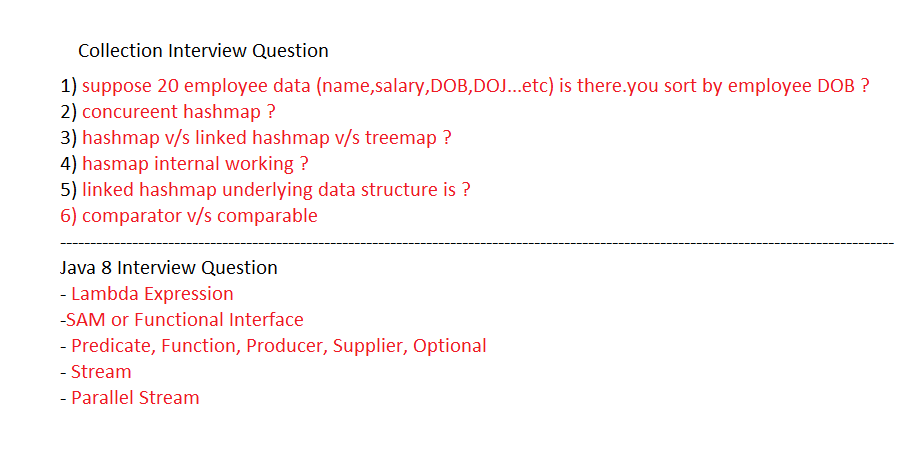 Collection Interview Question
1) suppose 20 employee data (name,salary,DOB,DOJ...etc) is there.you sort by employee DOB ?
2) concureent hashmap ?
3) hashmap v/s linked hashmap v/s treemap ?
4) hasmap internal working ?
5) linked hashmap underlying data structure is ?
6) comparator v/s comparable
--------------------------------------------------------------------------------------------------------------------------------------------
Java 8 Interview Question
- Lambda Expression
-SAM or Functional Interface
- Predicate, Function, Producer, Supplier, Optional
- Stream
- Parallel Stream